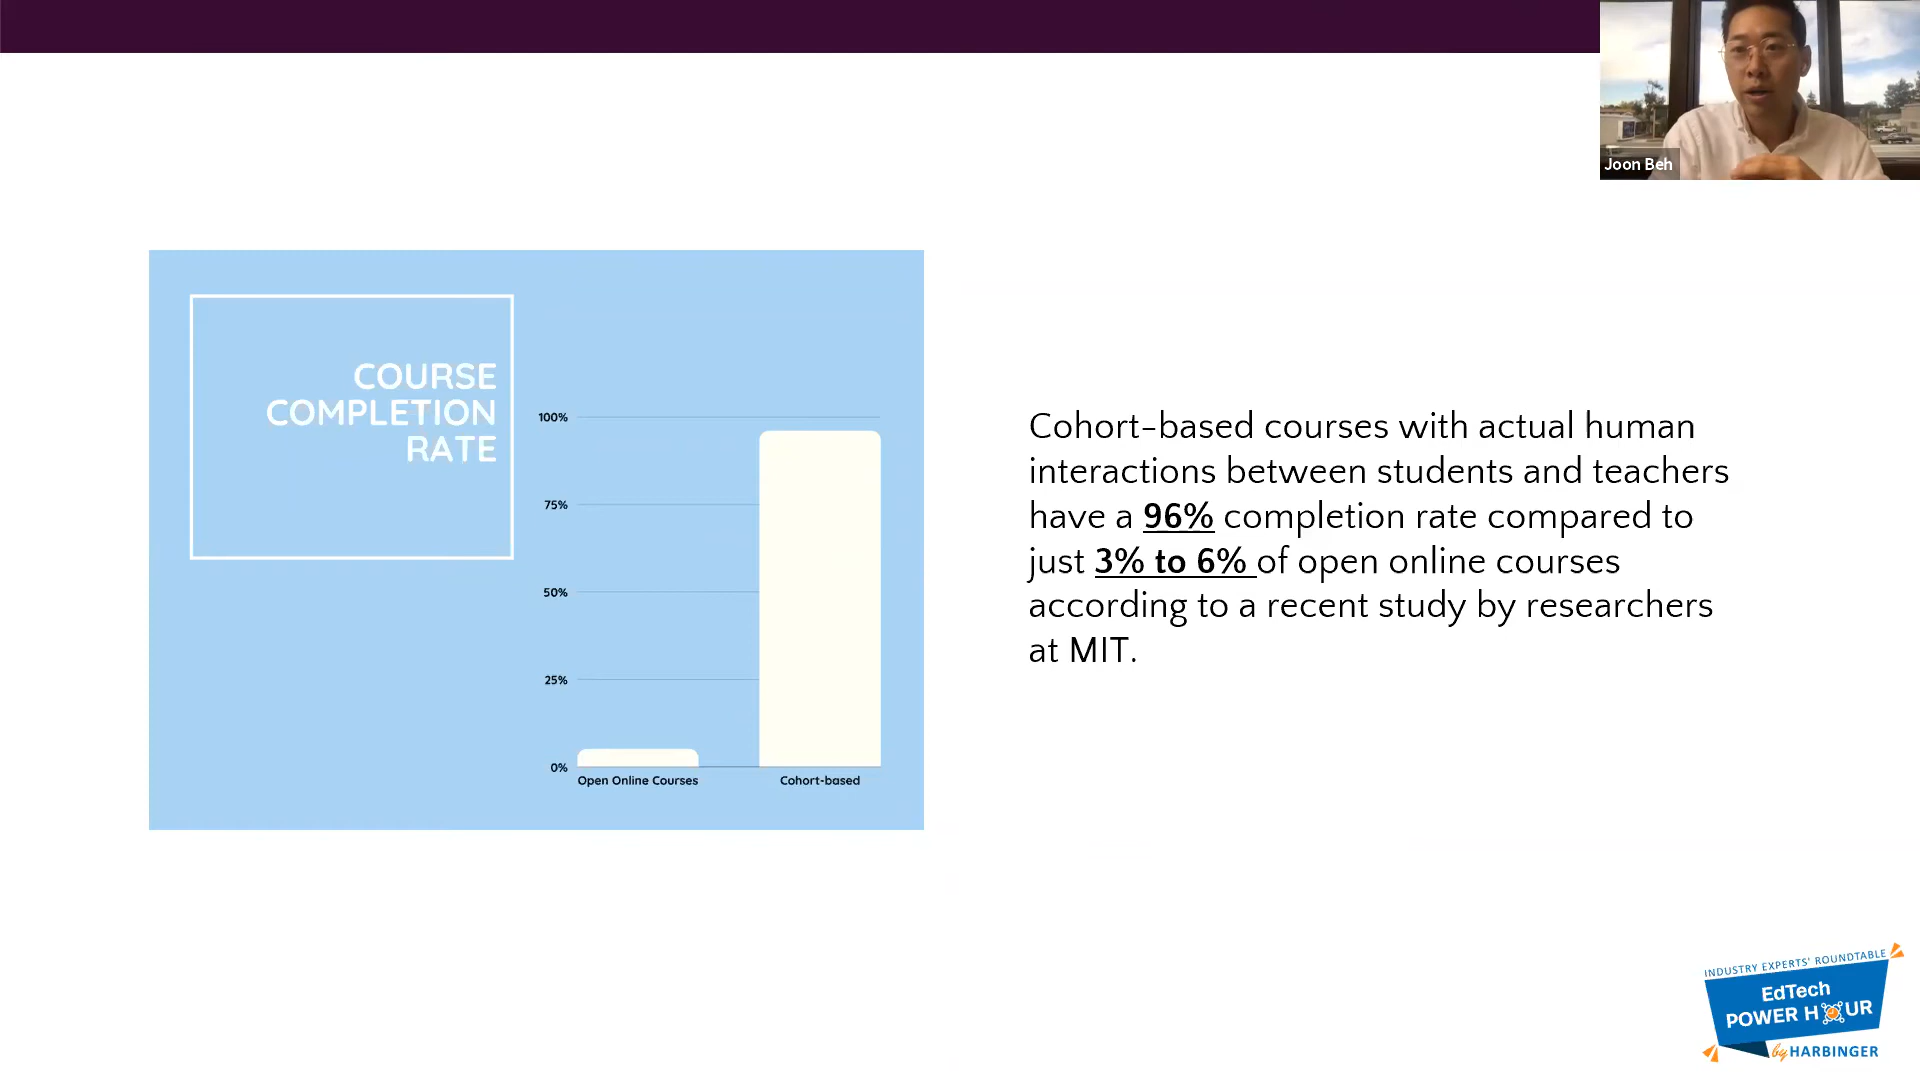 Joon Beh
COURSE
COMPLETION
RATE
100%
75%
50%
25%
0%
Open Online Courses
Cohort-based
Cohort-based courses with actual human
interactions between students and teachers
have a 96% completion rate compared to
just 3% to 6% of open online courses
according to a recent study by researchers
at MIT.
INDUSTRY EXPERTS' ROUNDTABLE
EdTech
POWER HOUR
by HARBINGER